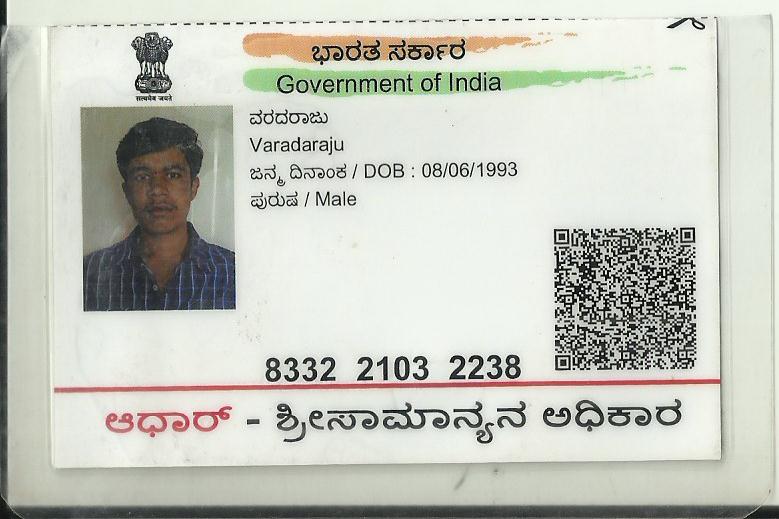 ಭಾರತ ಸರ್ಕಾರ
Government of India
सत्यमेव जयते
ವರದರಾಜು
Varadaraju
ಜನ್ಮ ದಿನಾಂಕ / DOB : 08/06/1993
ಪುರುಷ / Male
8332 2103 2238
ಆಧಾರ್ - ಶ್ರೀಸಾಮಾನ್ಯನ ಅಧಿಕಾರ